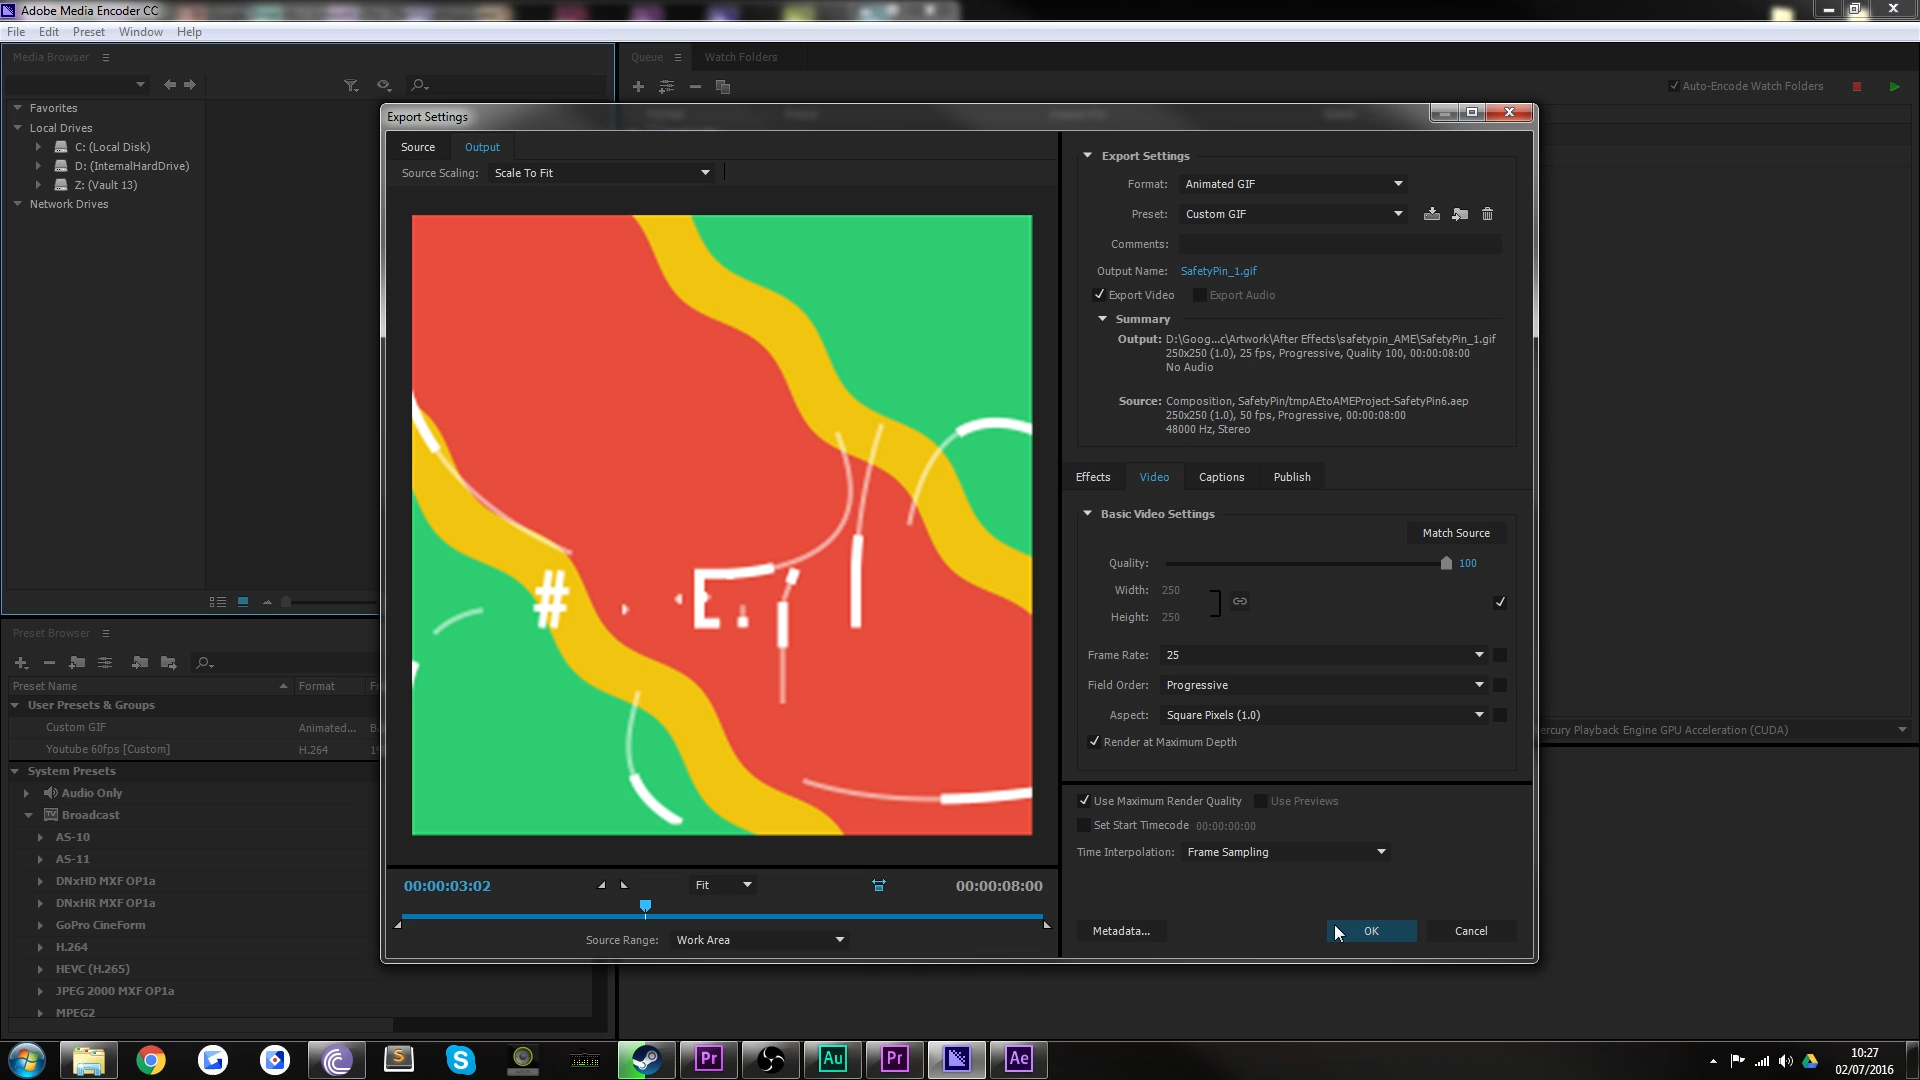 Adobe Media Encoder CC
File Edit Preset Window Help
Media Browser
Favorites
Local Drives
C: (Local Disk)
D: (InternalHardDrive)
Z: (Vault 13)
Network Drives
Queue Watch Folders
Auto-Encode Watch Folders
Export Settings
Source Output
Source Scaling: Scale To Fit
#
00:00:03:02 Fit 00:00:08:00
Source Range: Work Area
Export Settings
Format: Animated GIF
Preset: Custom GIF
Comments:
Output Name: SafetyPin_1.gif
Export Video Export Audio
Summary
Output: D:\Goog...c\Artwork\After Effects\safetypin_AME\SafetyPin_1.gif
250x250 (1.0), 25 fps, Progressive, Quality 100, 00:00:08:00
No Audio
Source: Composition, SafetyPin/tmpAEtoAMEProject-SafetyPin6.aep
250x250 (1.0), 50 fps, Progressive, 00:00:08:00
48000 Hz, Stereo
Effects Video Captions Publish
Basic Video Settings
Match Source
Quality: 100
Width: 250
Height: 250
Frame Rate: 25
Field Order: Progressive
Aspect: Square Pixels (1.0)
Render at Maximum Depth
Use Maximum Render Quality Use Previews
Set Start Timecode 00:00:00:00
Time Interpolation: Frame Sampling
Metadata... OK Cancel
ercury Playback Engine GPU Acceleration (CUDA)
Preset Browser
Preset Name Format
User Presets & Groups
Custom GIF Animated...
Youtube 60fps [Custom] H.264
System Presets
Audio Only
TV Broadcast
AS-10
AS-11
DNxHD MXF OP1a
DNxHR MXF OP1a
GoPro CineForm
H.264
HEVC (H.265)
JPEG 2000 MXF OP1a
MPEG2
S Pr Au Pr Ae
10:27
02/07/2016